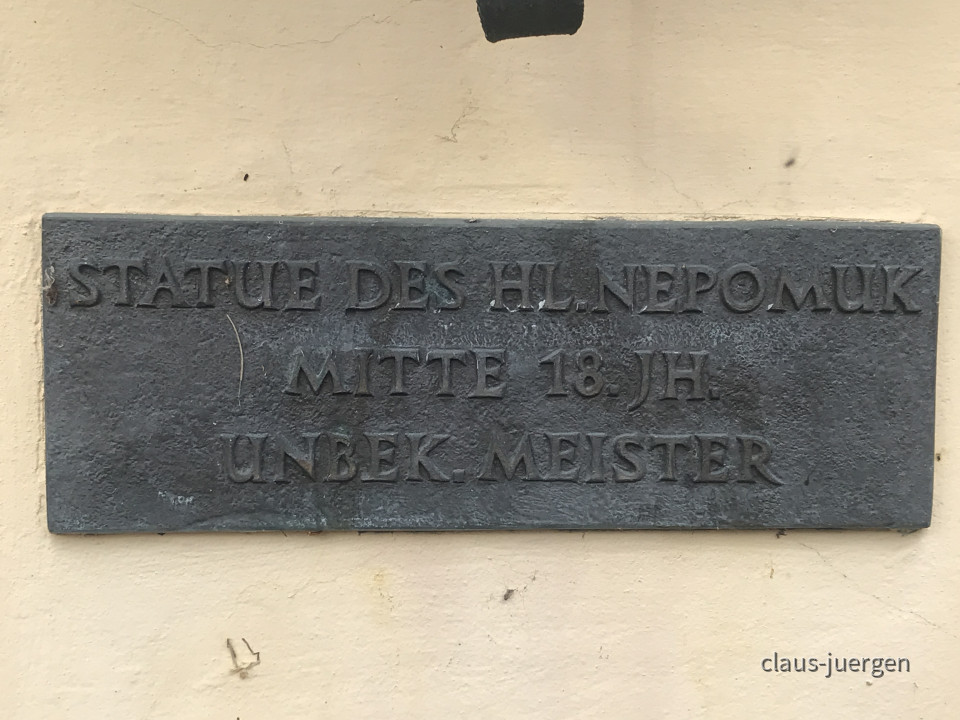 STATUE DES HL. NEPOMUK
MITTE 18. JH.
UNBEK. MEISTER
claus-juergen